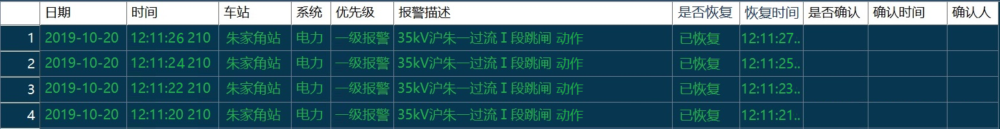 日期 时间 车站 系统 优先级 报警描述 是否恢复 恢复时间 是否确认 确认时间 确认人
1 2019-10-20 12:11:26 210 朱家角站 电力 一级报警 35kV沪朱一过流Ⅰ段跳闸 动作 已恢复 12:11:27..
2 2019-10-20 12:11:24 210 朱家角站 电力 一级报警 35kV沪朱一过流Ⅰ段跳闸 动作 已恢复 12:11:25..
3 2019-10-20 12:11:22 210 朱家角站 电力 一级报警 35kV沪朱一过流Ⅰ段跳闸 动作 已恢复 12:11:23..
4 2019-10-20 12:11:20 210 朱家角站 电力 一级报警 35kV沪朱一过流Ⅰ段跳闸 动作 已恢复 12:11:21..